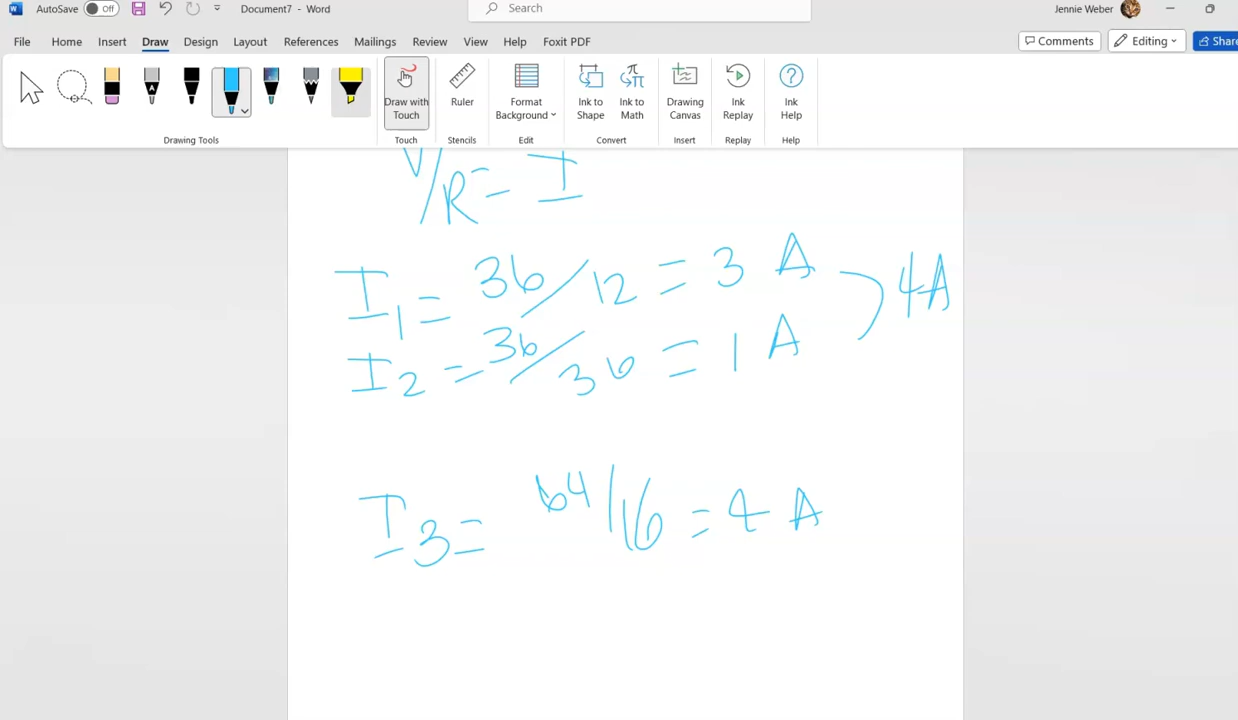 AutoSave Off Document7 - Word Search Jennie Weber
File Home Insert Draw Design Layout References Mailings Review View Help Foxit PDF Comments Editing Share
A
Draw with Touch Ruler Format Background Ink to Shape Ink to Math Drawing Canvas Ink Replay Ink Help
Drawing Tools Touch Stencils Edit Convert Insert Replay Help
V/R = I
I1 = 36/12 = 3 A
4A
I2 = 36/36 = 1 A
I3 = 64/16 = 4 A